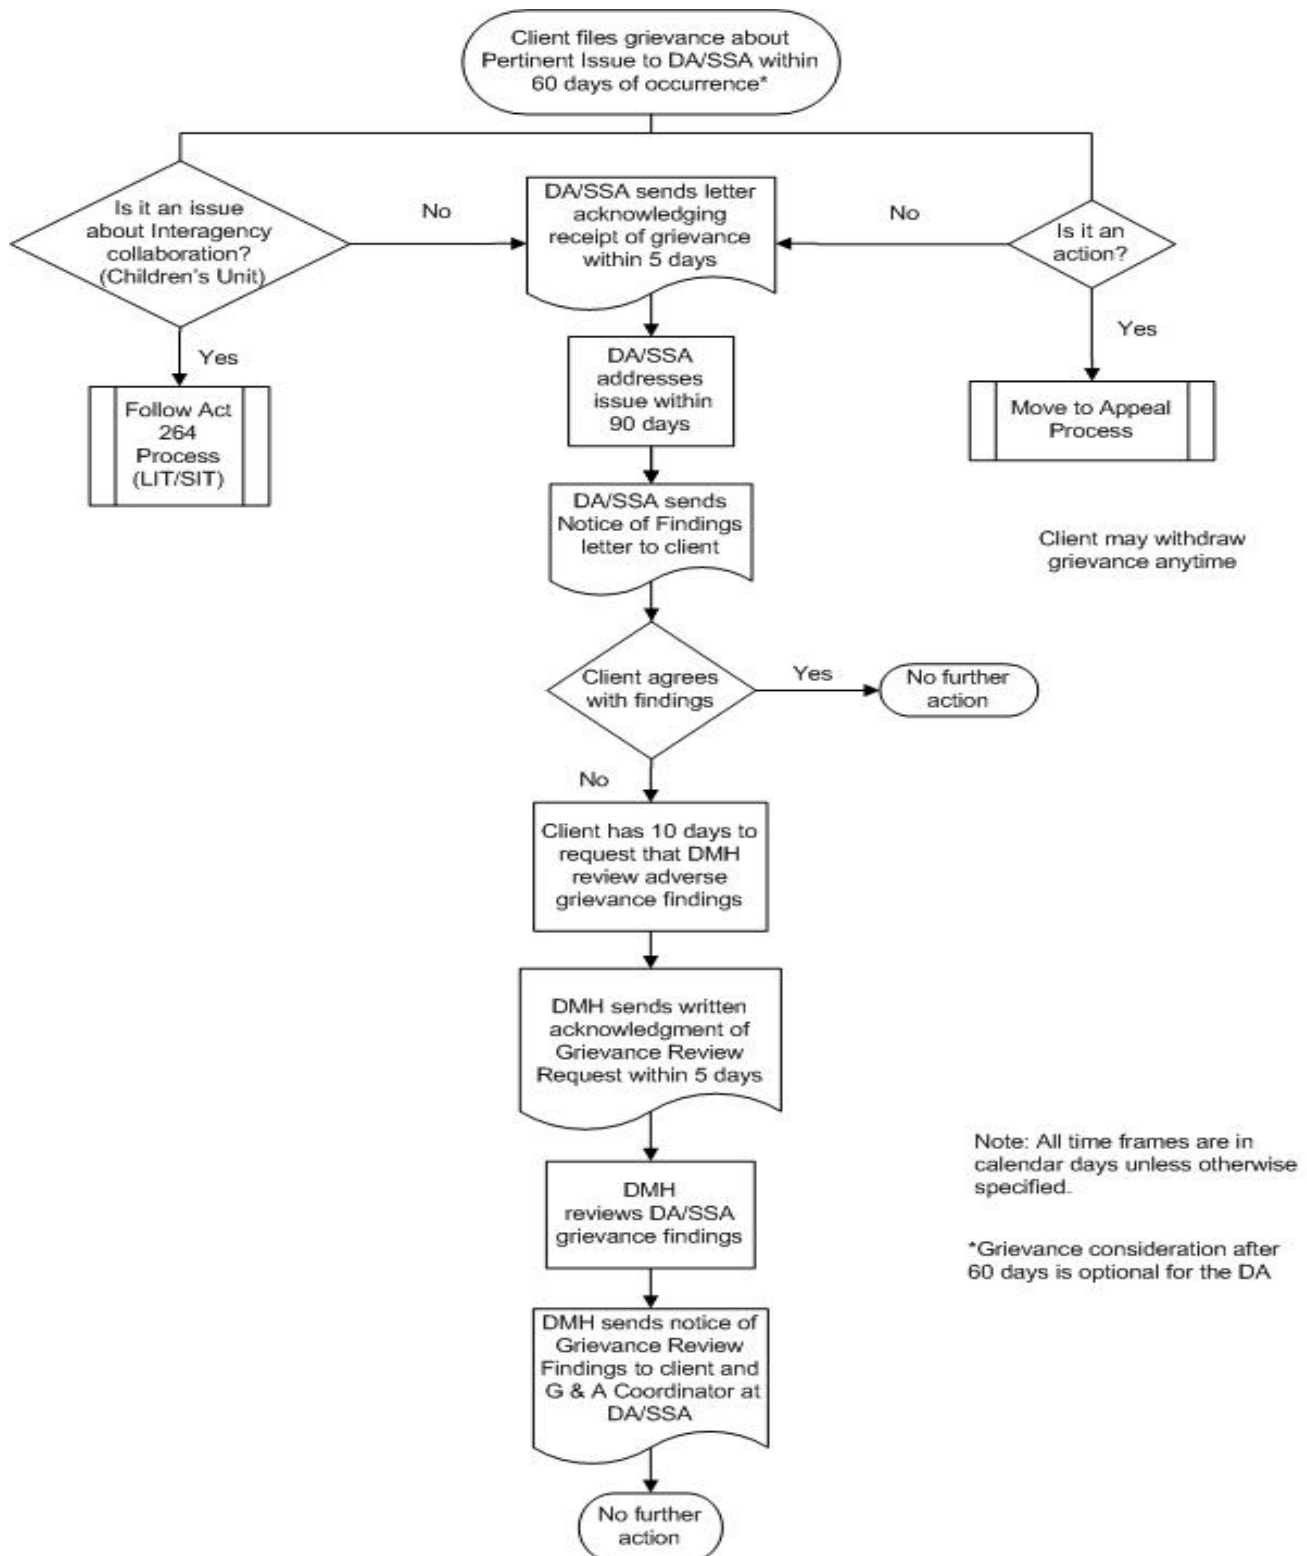 Client files grievance about
Pertinent Issue to DA/SSA within
60 days of occurrence*
Is it an issue
about Interagency
collaboration?
(Children's Unit)
No
DA/SSA sends letter
acknowledging
receipt of grievance
within 5 days
No
Is it an
action?
Yes
Follow Act
264
Process
(LIT/SIT)
Yes
Move to Appeal
Process
DA/SSA
addresses
issue within
90 days
DA/SSA sends
Notice of Findings
letter to client
Client may withdraw
grievance anytime
Client agrees
with findings
Yes
No further
action
No
Client has 10 days to
request that DMH
review adverse
grievance findings
DMH sends written
acknowledgment of
Grievance Review
Request within 5 days
DMH
reviews DA/SSA
grievance findings
DMH sends notice of
Grievance Review
Findings to client and
G & A Coordinator at
DA/SSA
No further
action
Note: All time frames are in
calendar days unless otherwise
specified.
*Grievance consideration after
60 days is optional for the DA